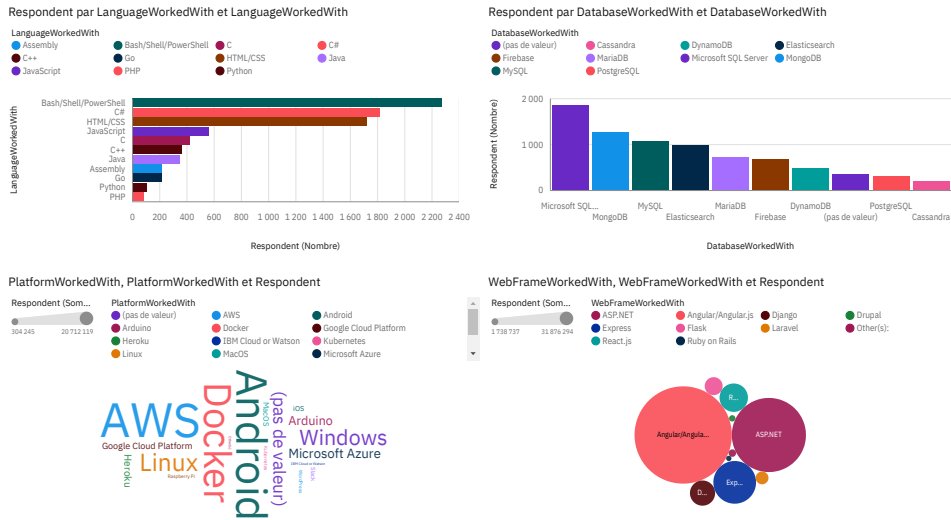 Respondent par LanguageWorkedWith et LanguageWorkedWith
LanguageWorkedWith
Assembly
Bash/Shell/PowerShell
C
C#
C++
Go
HTML/CSS
Java
JavaScript
PHP
Python
LanguageWorkedWith
Bash/Shell/PowerShell
C#
HTML/CSS
JavaScript
C
C++
Java
Assembly
Go
Python
PHP
0 200 400 600 800 1 000 1 200 1 400 1 600 1 800 2 000 2 200 2 400
Respondent (Nombre)
Respondent par DatabaseWorkedWith et DatabaseWorkedWith
DatabaseWorkedWith
(pas de valeur)
Cassandra
DynamoDB
Elasticsearch
Firebase
MariaDB
Microsoft SQL Server
MongoDB
MySQL
PostgreSQL
Respondent (Nombre)
2 000
1 000
0
Microsoft SQL...
MongoDB
MySQL
Elasticsearch
MariaDB
Firebase
DynamoDB
(pas de valeur)
PostgreSQL
Cassandra
DatabaseWorkedWith
PlatformWorkedWith, PlatformWorkedWith et Respondent
Respondent (Som...
304 245
20 712 119
PlatformWorkedWith
(pas de valeur)
AWS
Android
Arduino
Docker
Google Cloud Platform
Heroku
IBM Cloud or Watson
Kubernetes
Linux
MacOS
Microsoft Azure
AWS
Google Cloud Platform
Heroku
Linux
Raspberry Pi
Docker
Android
MacOS
(pas de valeur)
iOS
Arduino
Windows
Microsoft Azure
IBM Cloud or Watson
Slack
WordPress
WebFrameWorkedWith, WebFrameWorkedWith et Respondent
Respondent (Som...
1 738 737
31 876 294
WebFrameWorkedWith
ASP.NET
Angular/Angular.js
Django
Drupal
Express
Flask
Laravel
Other(s):
React.js
Ruby on Rails
R...
Angular/Angula...
ASP.NET
Exp...
D...